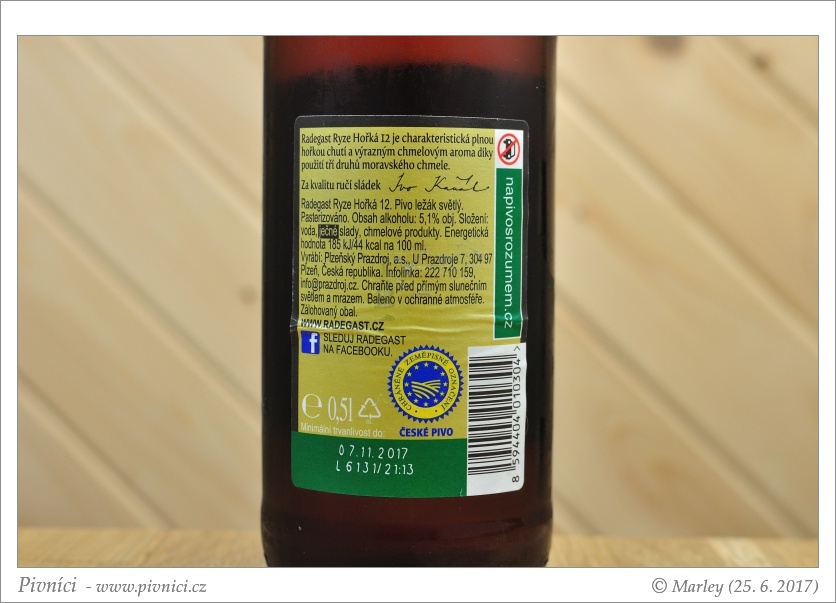 Radegast Ryze Hořká 12 je charakteristická plnou
hořkou chutí a výrazným chmelovým aroma díky
použití tří druhů moravského chmele.
Za kvalitu ručí sládek
Radegast Ryze Hořká 12. Pivo ležák světlý.
Pasterizováno. Obsah alkoholu: 5,1% obj. Složení:
voda, ječné slady, chmelové produkty. Energetická
hodnota 185 kJ/44 kcal na 100 ml.
Vyrábí: Plzeňský Prazdroj, a.s., U Prazdroje 7, 304 97
Plzeň, Česká republika. Infolinka: 222 710 159,
info@prazdroj.cz. Chraňte před přímým slunečním
světlem a mrazem. Baleno v ochranné atmosféře.
Zálohovaný obal.
WWW.RADEGAST.CZ
f SLEDUJ RADEGAST
NA FACEBOOKU.
napivosrozumem.cz
CHRÁNĚNÉ ZEMĚPISNÉ OZNAČENÍ
ČESKÉ PIVO
e 0,5l
Minimální trvanlivost do:
07.11.2017
L6131/21:13
8 594404 010304 >
Pivníci - www.pivnici.cz
© Marley (25. 6. 2017)